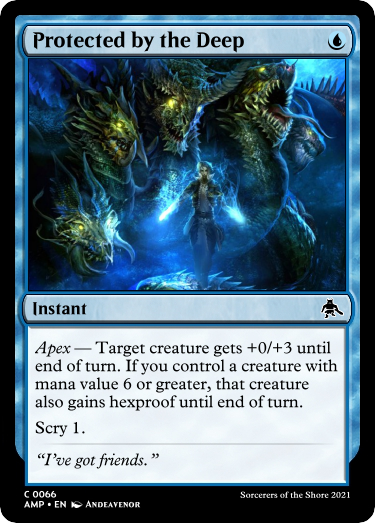 Protected by the Deep
Instant
Apex — Target creature gets +0/+3 until
end of turn. If you control a creature with
mana value 6 or greater, that creature
also gains hexproof until end of turn.
Scry 1.
“I’ve got friends.”
C 0066
Sorcerers of the Shore 2021
AMP • EN Andeavenor